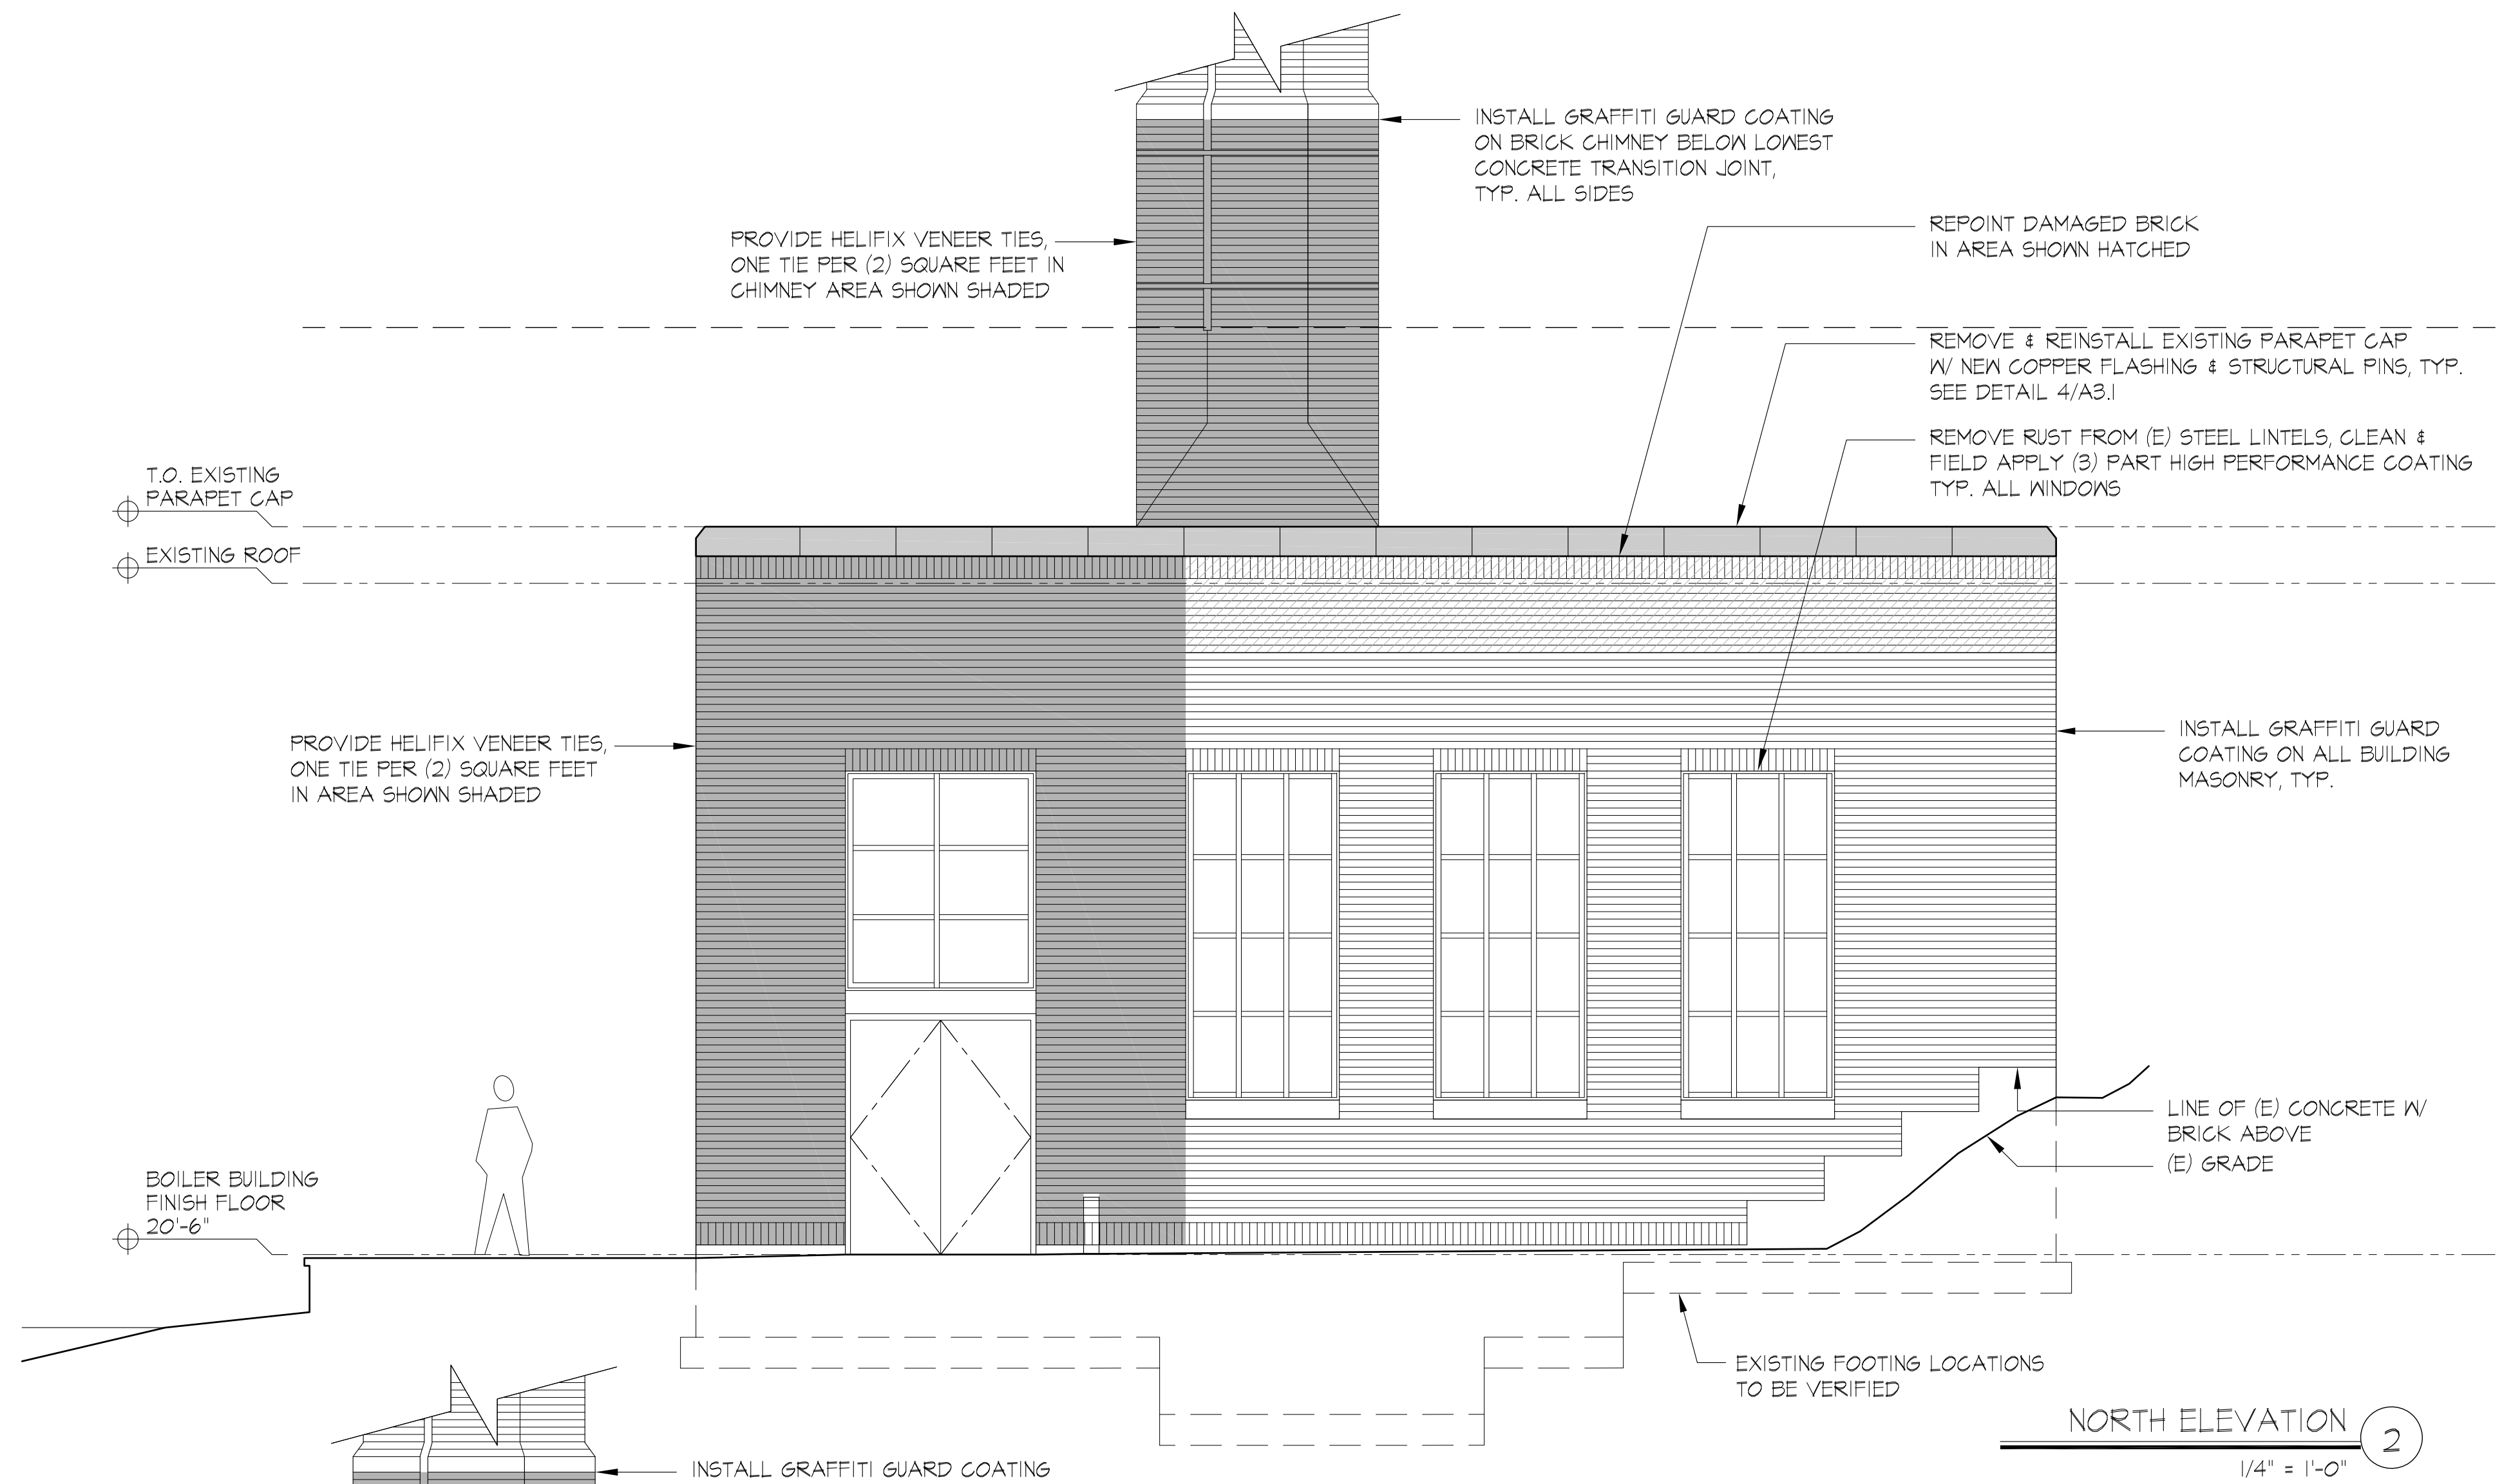 INSTALL GRAFFITI GUARD COATING
ON BRICK CHIMNEY BELOW LOWEST
CONCRETE TRANSITION JOINT,
TYP. ALL SIDES
PROVIDE HELIFIX VENEER TIES,
ONE TIE PER (2) SQUARE FEET IN
CHIMNEY AREA SHOWN SHADED
REPOINT DAMAGED BRICK
IN AREA SHOWN HATCHED
REMOVE & REINSTALL EXISTING PARAPET CAP
W/ NEW COPPER FLASHING & STRUCTURAL PINS, TYP.
SEE DETAIL 4/A3.1
REMOVE RUST FROM (E) STEEL LINTELS, CLEAN &
FIELD APPLY (3) PART HIGH PERFORMANCE COATING
TYP. ALL WINDOWS
T.O. EXISTING
PARAPET CAP
EXISTING ROOF
PROVIDE HELIFIX VENEER TIES,
ONE TIE PER (2) SQUARE FEET
IN AREA SHOWN SHADED
INSTALL GRAFFITI GUARD
COATING ON ALL BUILDING
MASONRY, TYP.
LINE OF (E) CONCRETE W/
BRICK ABOVE
(E) GRADE
BOILER BUILDING
FINISH FLOOR
20'-6"
EXISTING FOOTING LOCATIONS
TO BE VERIFIED
NORTH ELEVATION
2
1/4" = 1'-0"
INSTALL GRAFFITI GUARD COATING